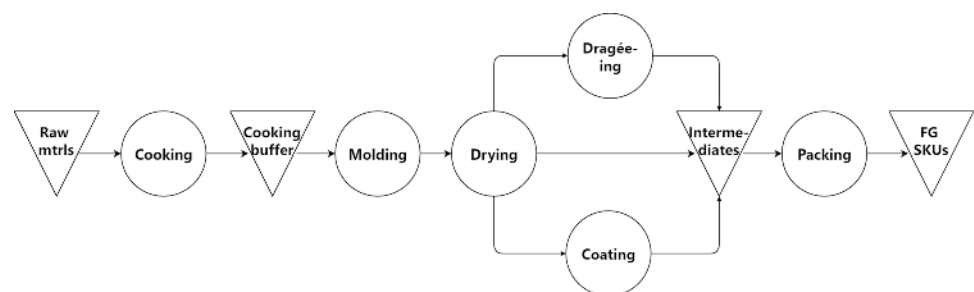 Dragée-
ing
Raw
mtrls
Cooking
Cooking
buffer
Molding
Drying
Interme-
diates
Packing
FG
SKUs
Coating